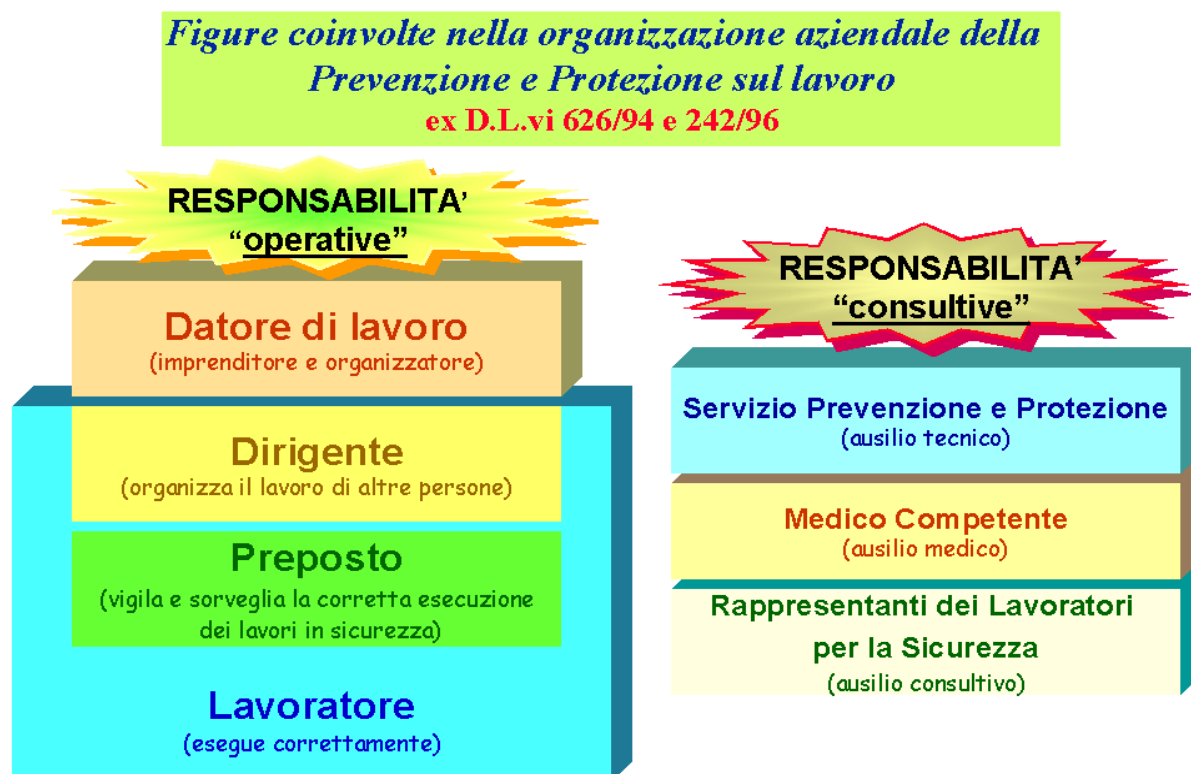 Figure coinvolte nella organizzazione aziendale della
Prevenzione e Protezione sul lavoro
ex D.L.vi 626/94 e 242/96
RESPONSABILITA’
“operative”
Datore di lavoro
(imprenditore e organizzatore)
Dirigente
(organizza il lavoro di altre persone)
Preposto
(vigila e sorveglia la corretta esecuzione
dei lavori in sicurezza)
Lavoratore
(esegue correttamente)
RESPONSABILITA’
“consultive”
Servizio Prevenzione e Protezione
(ausilio tecnico)
Medico Competente
(ausilio medico)
Rappresentanti dei Lavoratori
per la Sicurezza
(ausilio consultivo)